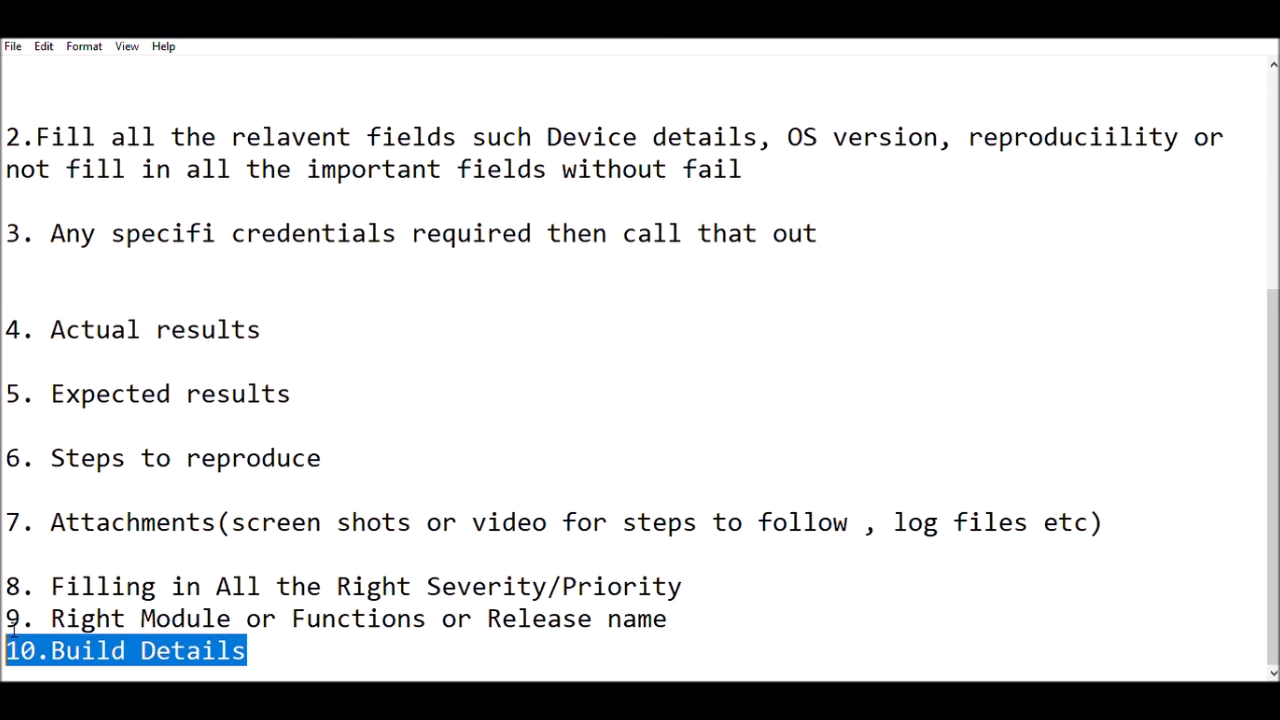 File Edit Format View Help
2.Fill all the relavent fields such Device details, OS version, reproduciility or
not fill in all the important fields without fail
3. Any specifi credentials required then call that out
4. Actual results
5. Expected results
6. Steps to reproduce
7. Attachments(screen shots or video for steps to follow , log files etc)
8. Filling in All the Right Severity/Priority
9. Right Module or Functions or Release name
10.Build Details